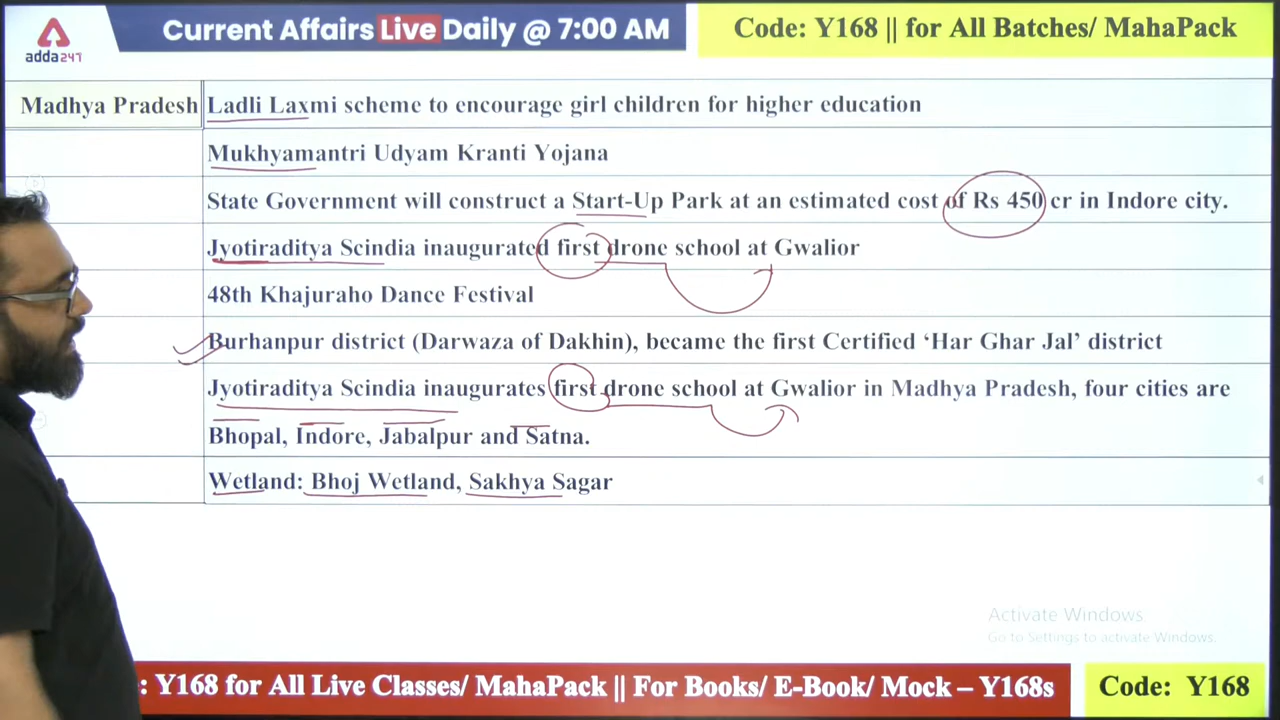 adda247
Current Affairs Live Daily @ 7:00 AM
Code: Y168 || for All Batches/ MahaPack
Madhya Pradesh
Ladli Laxmi scheme to encourage girl children for higher education
Mukhyamantri Udyam Kranti Yojana
State Government will construct a Start-Up Park at an estimated cost of Rs 450 cr in Indore city.
Jyotiraditya Scindia inaugurated first drone school at Gwalior
48th Khajuraho Dance Festival
Burhanpur district (Darwaza of Dakhin), became the first Certified ‘Har Ghar Jal’ district
Jyotiraditya Scindia inaugurates first drone school at Gwalior in Madhya Pradesh, four cities are
Bhopal, Indore, Jabalpur and Satna.
Wetland: Bhoj Wetland, Sakhya Sagar
Activate Windows
Go to Settings to activate Windows.
: Y168 for All Live Classes/ MahaPack || For Books/ E-Book/ Mock – Y168s
Code: Y168